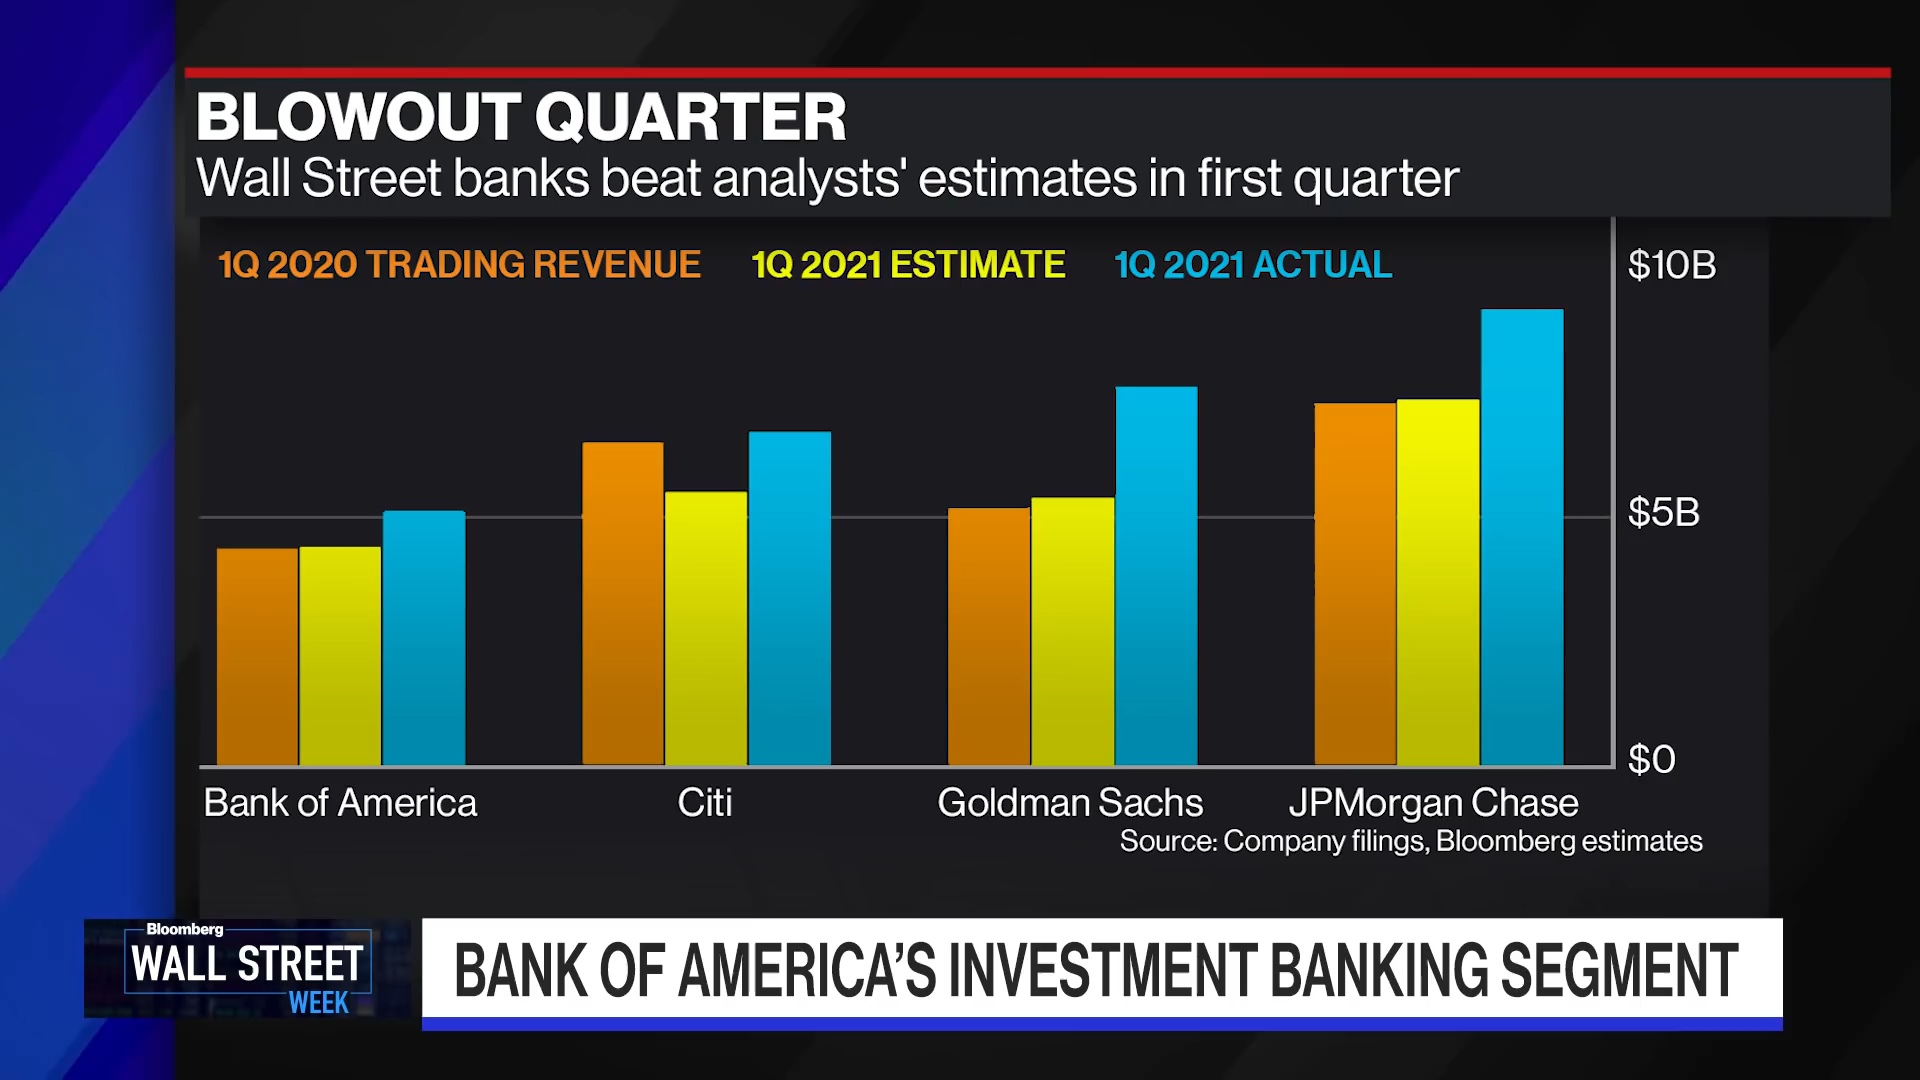 BLOWOUT QUARTER
Wall Street banks beat analysts' estimates in first quarter
1Q 2020 TRADING REVENUE 1Q 2021 ESTIMATE 1Q 2021 ACTUAL
$10B
$5B
$0
Bank of America Citi Goldman Sachs JPMorgan Chase
Source: Company filings, Bloomberg estimates
Bloomberg
WALL STREET
WEEK
BANK OF AMERICA’S INVESTMENT BANKING SEGMENT